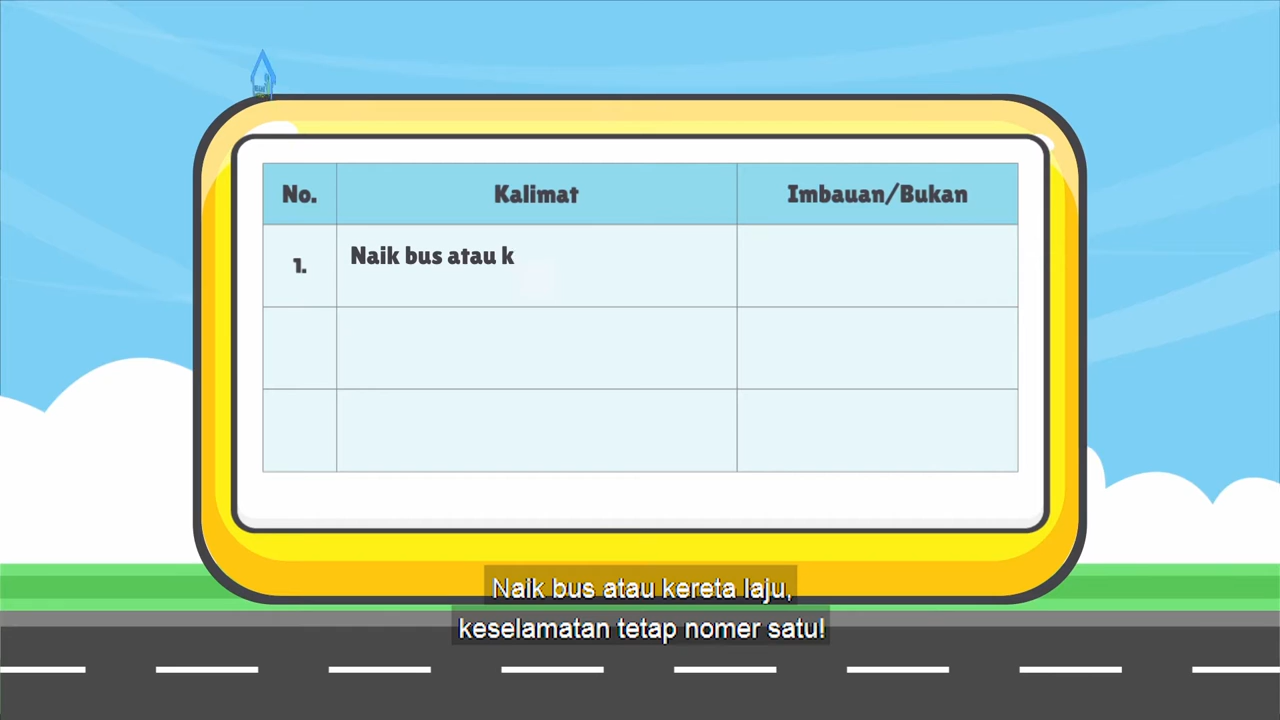 No. Kalimat Imbauan/Bukan
1. Naik bus atau k
Naik bus atau kereta laju,
keselamatan tetap nomer satu!